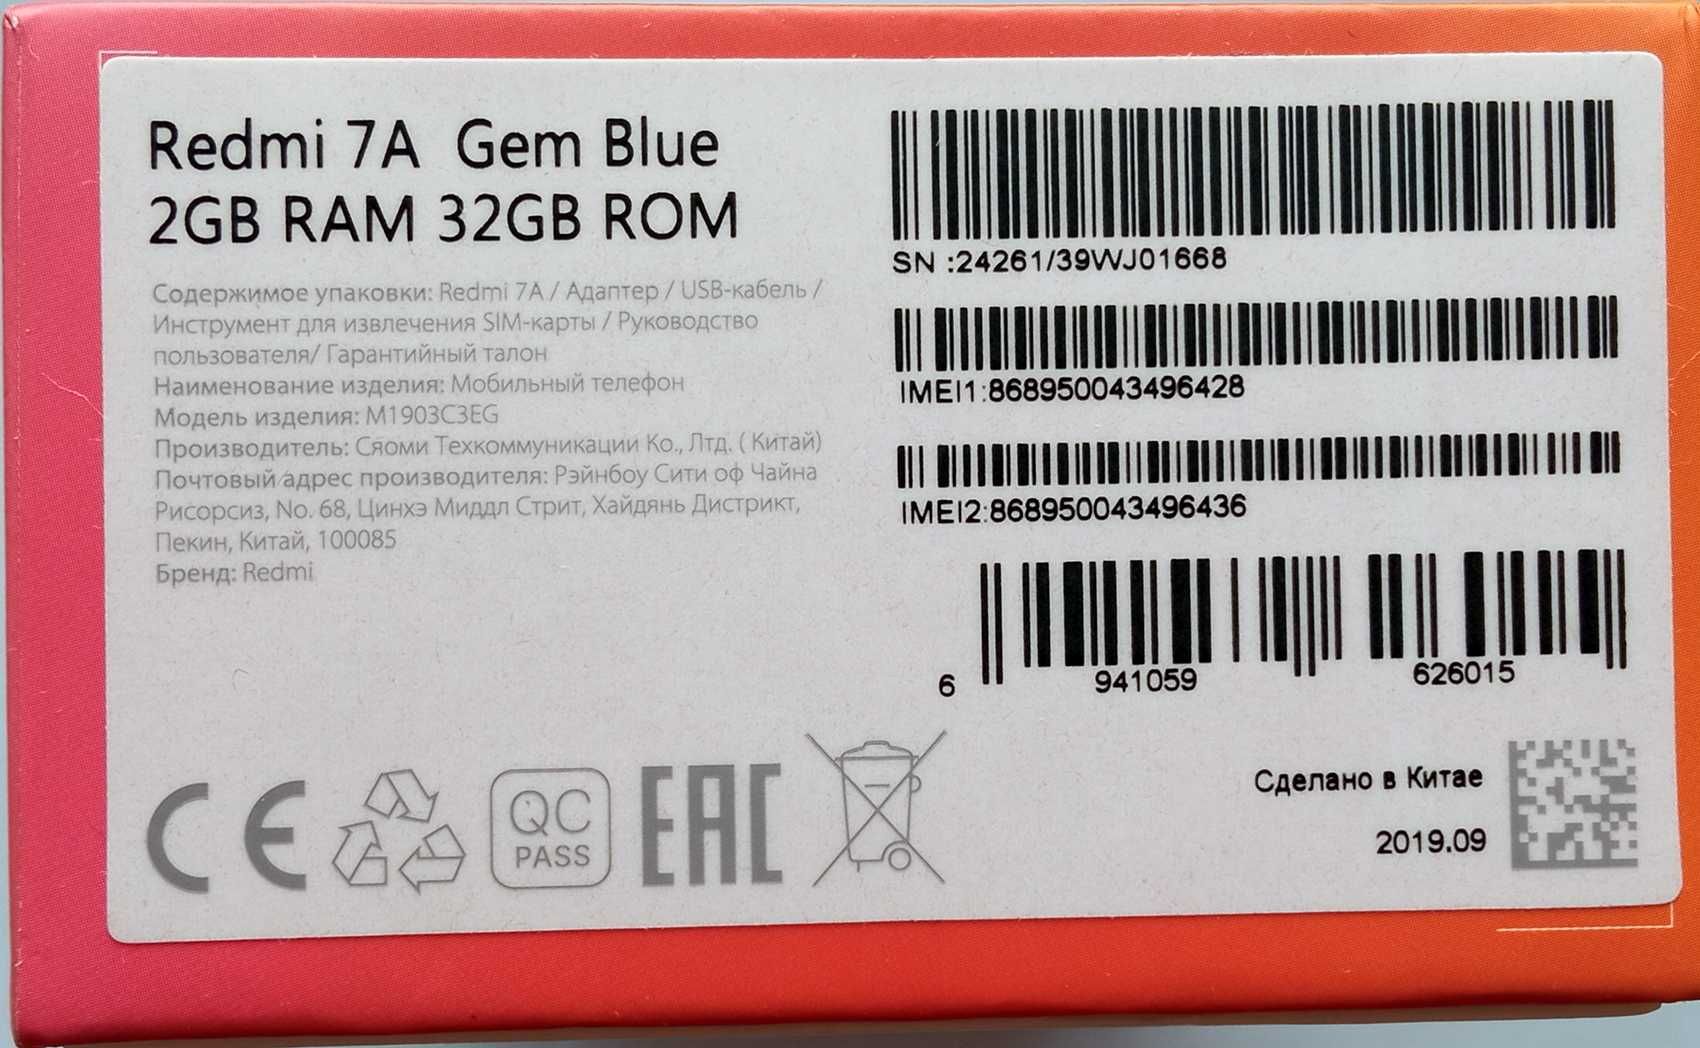 Redmi 7A Gem Blue
2GB RAM 32GB ROM
Содержимое упаковки: Redmi 7A / Адаптер / USB-кабель /
Инструмент для извлечения SIM-карты / Руководство
пользователя/ Гарантийный талон
Наименование изделия: Мобильный телефон
Модель изделия: M1903C3EG
Производитель: Сяоми Техкоммуникации Ко., Лтд. ( Китай)
Почтовый адрес производителя: Рэйнбоу Сити оф Чайна
Рисорсиз, No. 68, Цинхэ Миддл Стрит, Хайдянь Дистрикт,
Пекин, Китай, 100085
Бренд: Redmi
SN :24261/39WJ01668
IMEI1:868950043496428
IMEI2:868950043496436
6 941059 626015
CE
QC
PASS
EAC
Сделано в Китае
2019.09